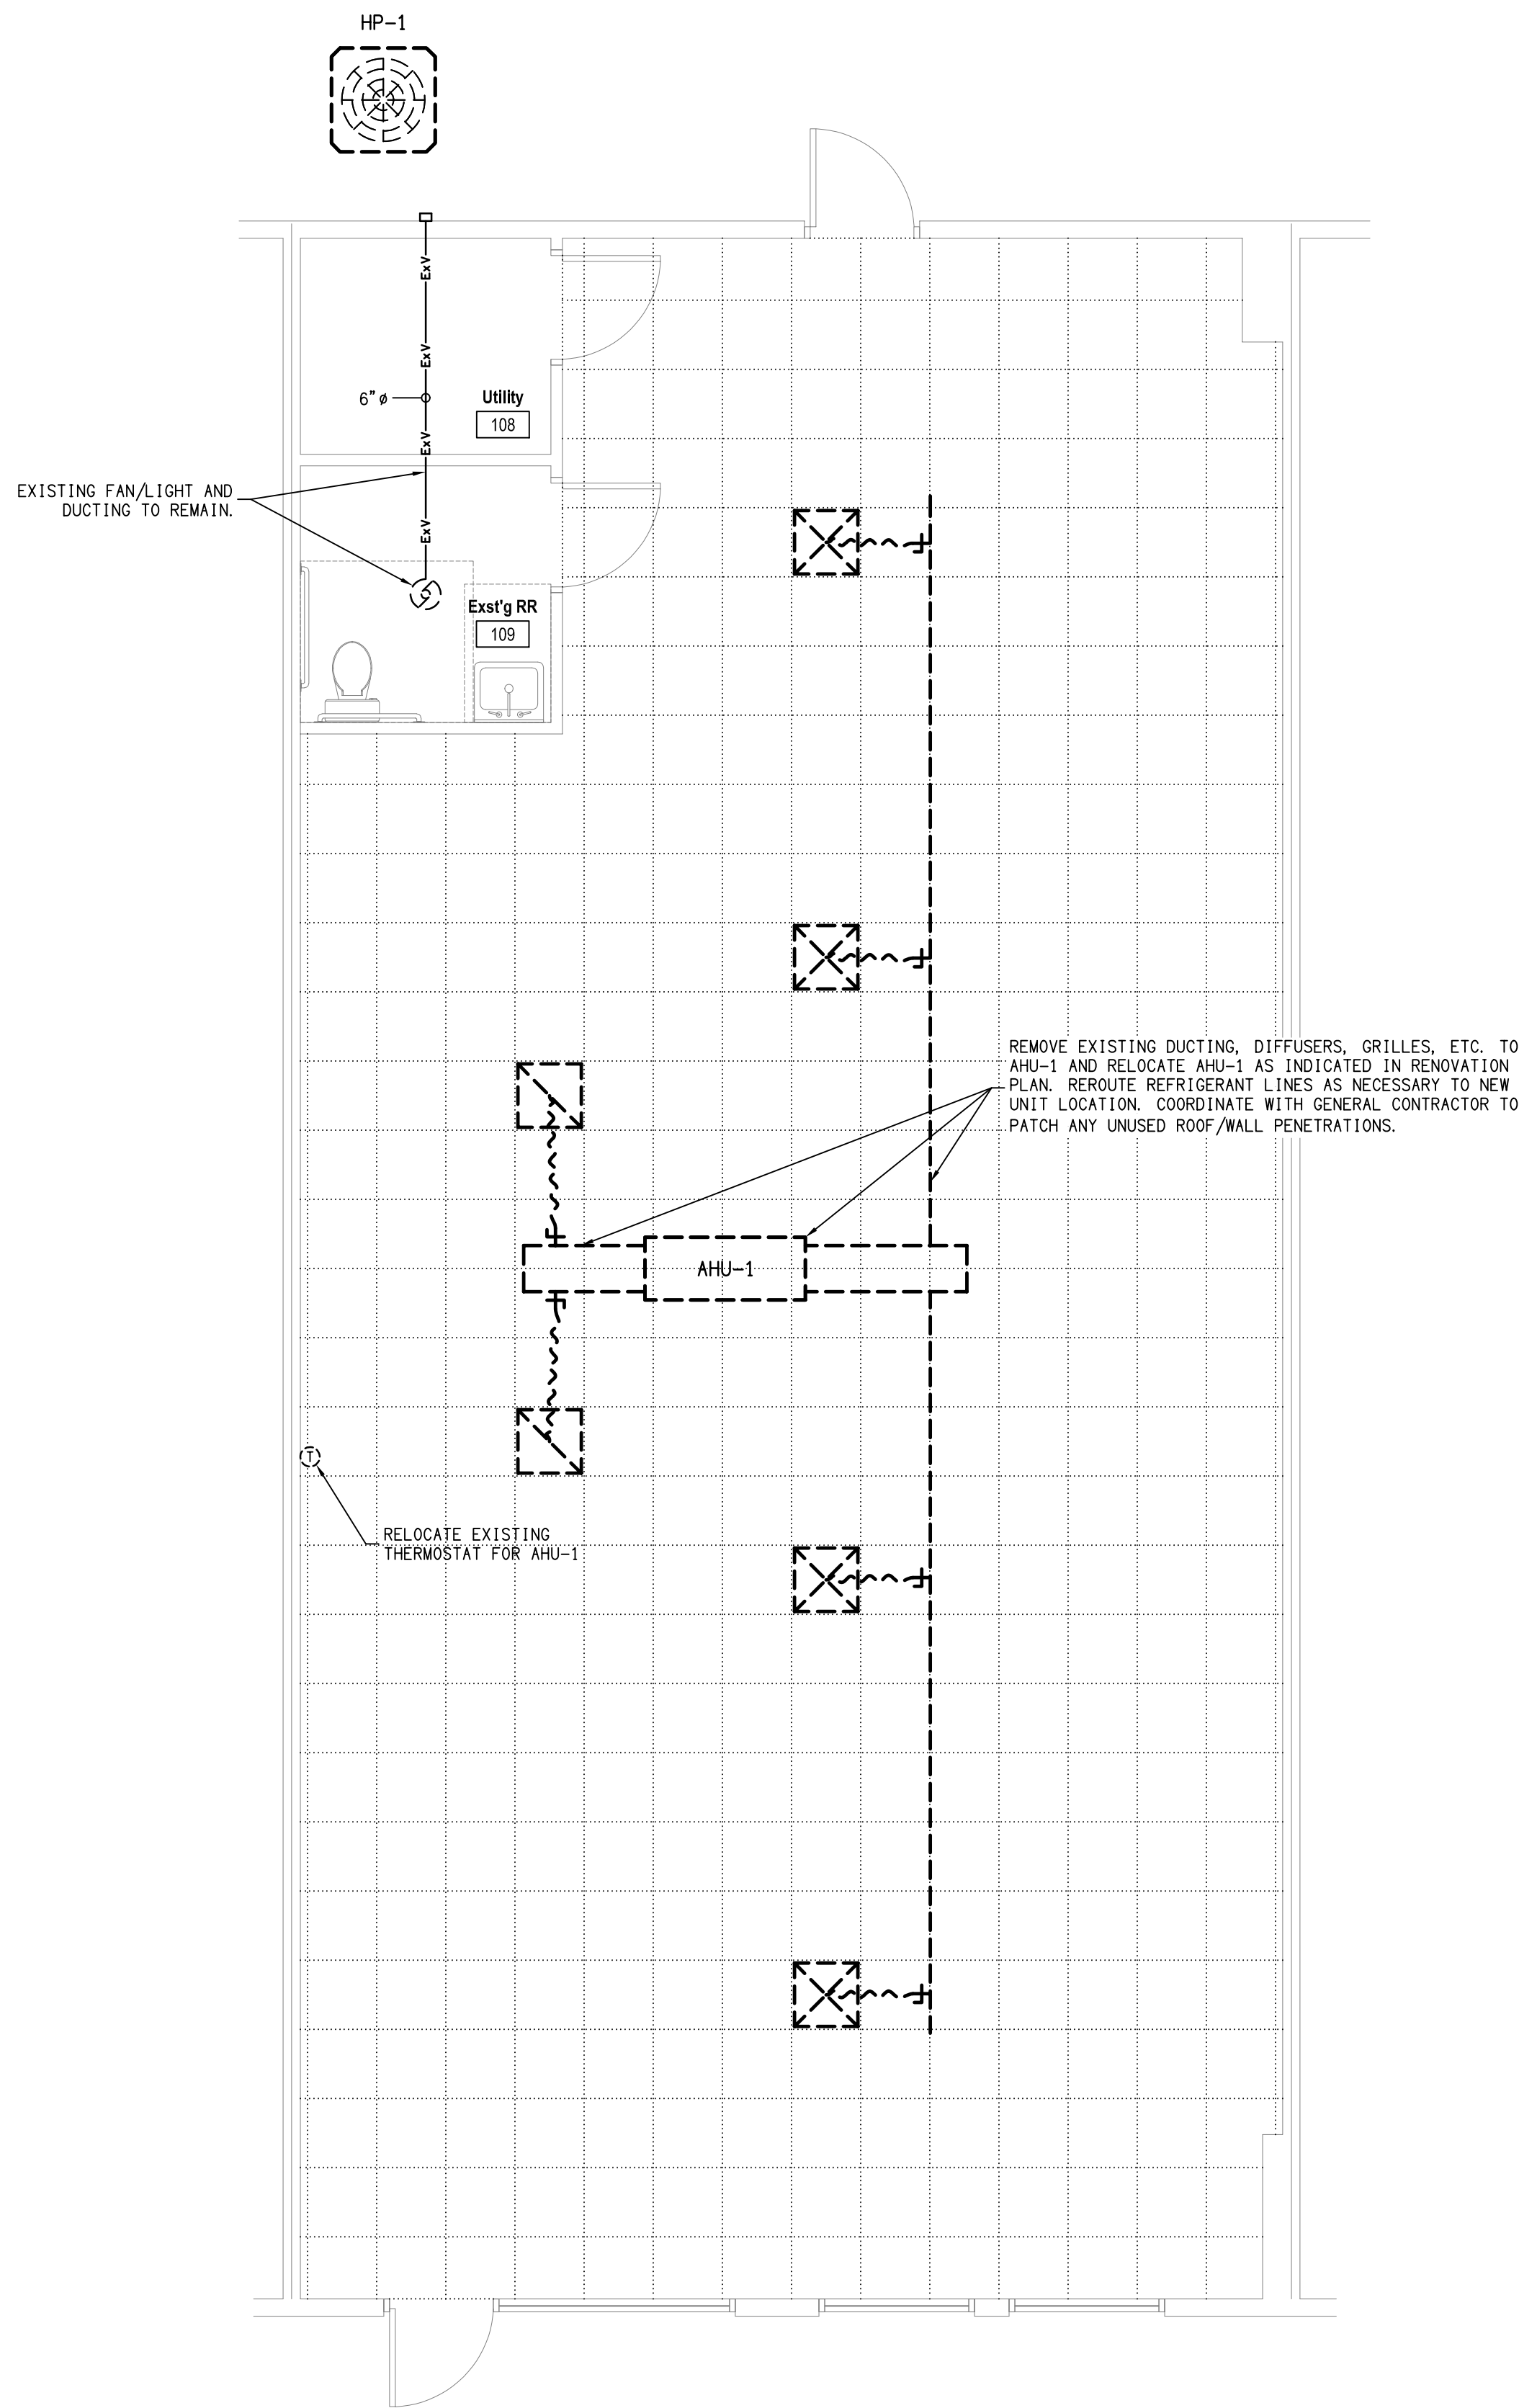 HP-1
ExV
ExV
6"ø
Utility
108
ExV
EXISTING FAN/LIGHT AND
DUCTING TO REMAIN.
ExV
Exst'g RR
109
REMOVE EXISTING DUCTING, DIFFUSERS, GRILLES, ETC. TO
AHU-1 AND RELOCATE AHU-1 AS INDICATED IN RENOVATION
PLAN. REROUTE REFRIGERANT LINES AS NECESSARY TO NEW
UNIT LOCATION. COORDINATE WITH GENERAL CONTRACTOR TO
PATCH ANY UNUSED ROOF/WALL PENETRATIONS.
AHU-1
T
RELOCATE EXISTING
THERMOSTAT FOR AHU-1